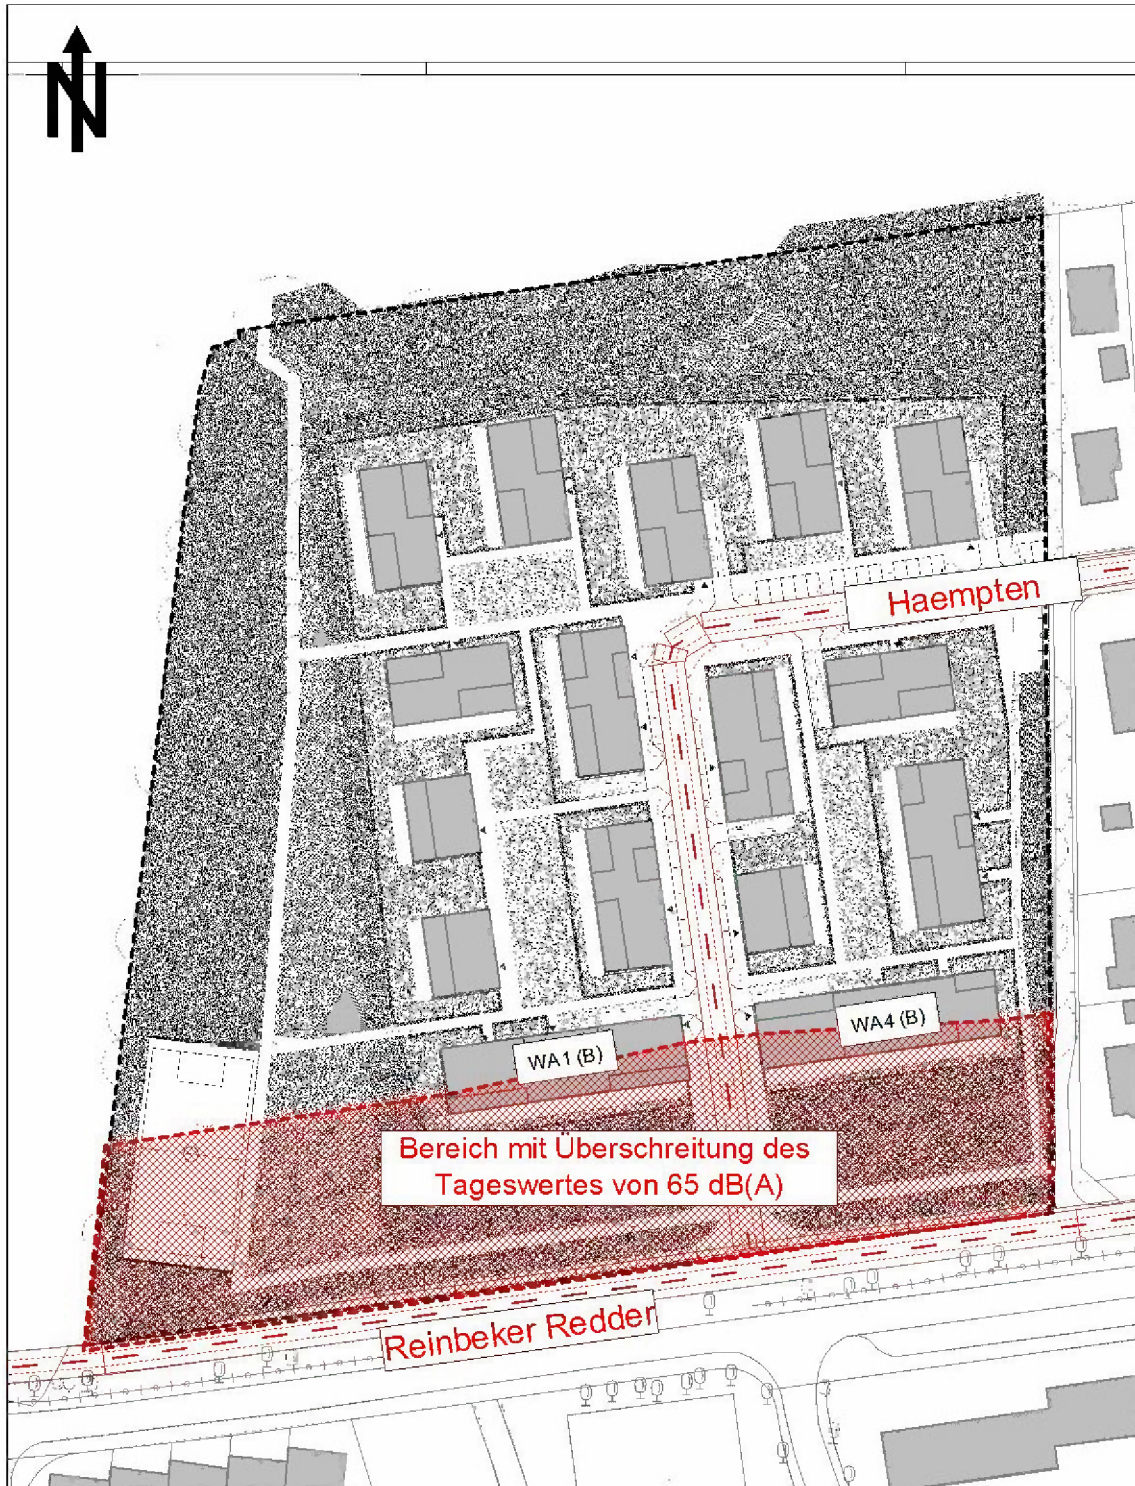 N
Haempten
WA4 (B)
WA1 (B)
Bereich mit Überschreitung des
Tageswertes von 65 dB(A)
Reinbeker Redder